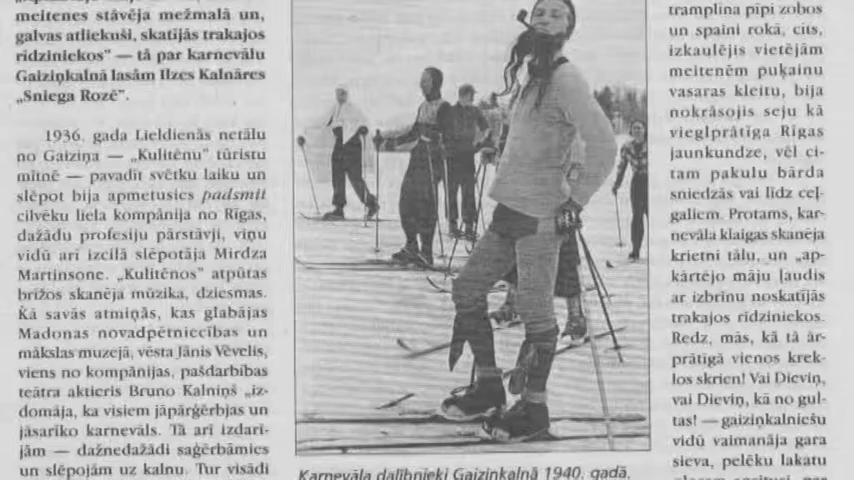 meitenes stāvēja mežmalā un,
galvas atliekuši, skatījās trakajos
rīdziniekos" — tā par karnevālu
Gaiziņkalnā lasām Ilzes Kalnāres
„Sniega Rozē".
1936. gada Lieldienās netālu
no Gaiziņa — „Kulitēnu" tūristu
mītnē — pavadīt svētku laiku un
slēpot bija apmetusies padsmit
cilvēku liela kompānija no Rīgas,
dažādu profesiju pārstāvji, viņu
vidū arī izcilā slēpotāja Mirdza
Martinsone. „Kulitēnos" atpūtas
brīžos skanēja mūzika, dziesmas.
Kā savās atmiņās, kas glabājas
Madonas novadpētniecības un
mākslas muzejā, vēsta Jānis Vēvelis,
viens no kompānijas, pašdarbības
teātra aktieris Bruno Kalniņš „iz-
domāja, ka visiem jāpārģērbjas un
jāsarīko karnevāls. Tā arī izdarī-
jām — dažnedažādi saģērbāmies
un slēpojām uz kalnu. Tur visādi
Karnevāla dalībnieki Gaiziņkalnā 1940. gadā.
tramplīna pīpi zobos
un spaini rokā, cits,
izkaulējis vietējām
meitenēm puķainu
vasaras kleitu, bija
nokrāsojis seju kā
vieglprātīga Rīgas
jaunkundze, vēl ci-
tam pakulu bārda
sniedzās vai līdz ceļ-
galiem. Protams, kar-
nevāla klaigas skanēja
krietni tālu, un „ap-
kārtējo māju ļaudis
ar izbrīnu noskatījās
trakajos rīdziniekos.
Redz, mās, kā tā ār-
prātīgā vienos krek-
los skrien! Vai Dieviņ,
vai Dieviņ, kā no gul-
tas! — gaiziņkalniešu
vidū vaimanāja gara
sieva, pelēku lakatu